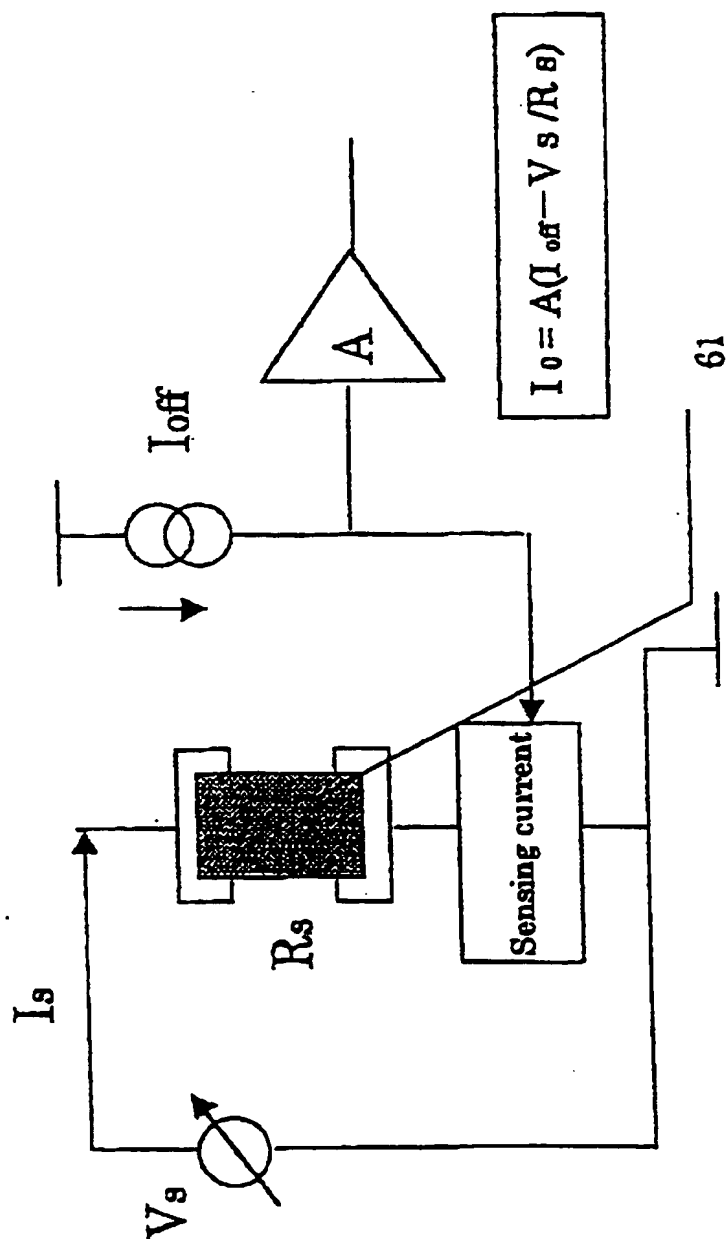 Is
Vs
Rs
Ioff
A
Sensing current
I0 = A(Ioff − Vs/Rs)
61